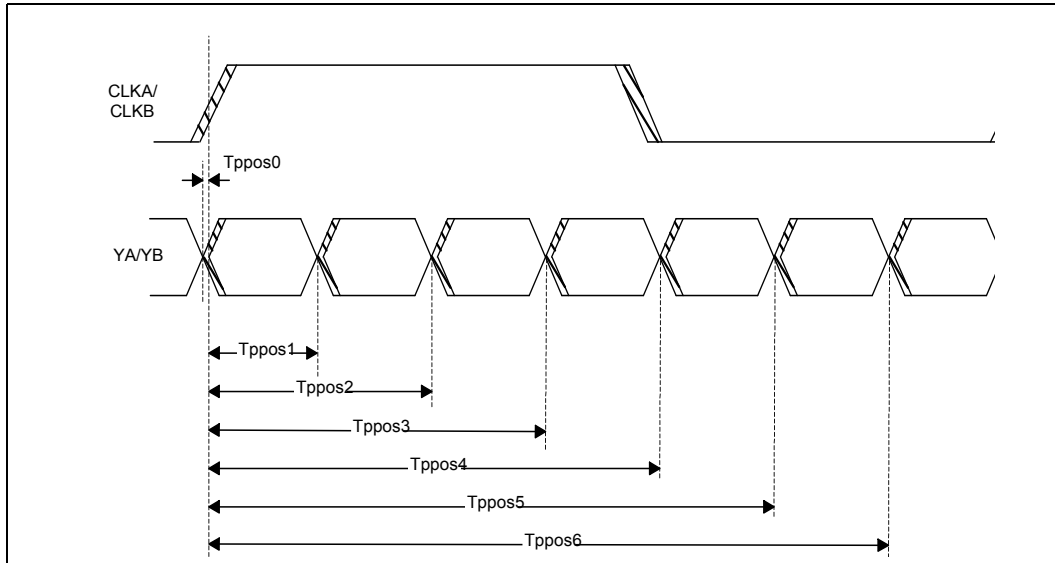 CLKA/
CLKB
Tppos0
YA/YB
Tppos1
Tppos2
Tppos3
Tppos4
Tppos5
Tppos6